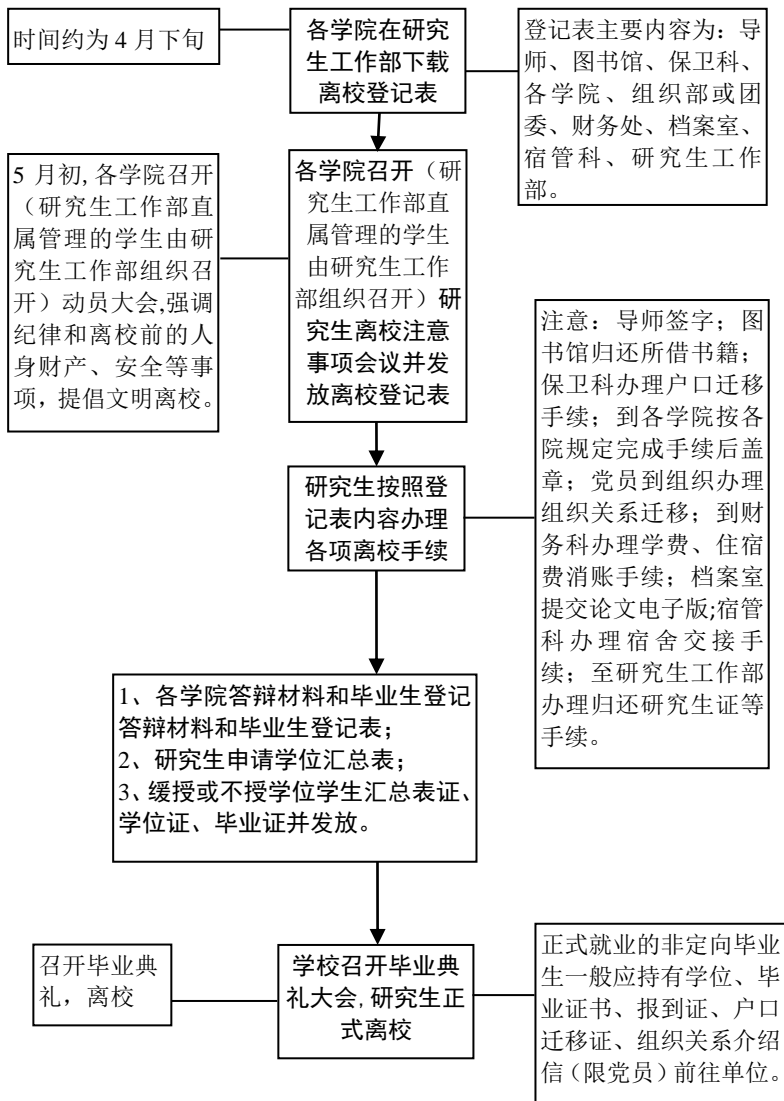 时间约为 4 月下旬
各学院在研究
生工作部下载
离校登记表
登记表主要内容为：导
师、图书馆、保卫科、
各学院、组织部或团
委、财务处、档案室、
宿管科、研究生工作
部。
5 月初,各学院召开
（研究生工作部直
属管理的学生由研
究生工作部组织召
开）动员大会,强调
纪律和离校前的人
身财产、安全等事
项，提倡文明离校。
各学院召开（研
究生工作部直
属管理的学生
由研究生工作
部组织召开）研
究生离校注意
事项会议并发
放离校登记表
注意：导师签字；图
书馆归还所借书籍；
保卫科办理户口迁移
手续；到各学院按各
院规定完成手续后盖
章；党员到组织办理
组织关系迁移；到财
务科办理学费、住宿
费消账手续；档案室
提交论文电子版;宿管
科办理宿舍交接手
续；至研究生工作部
办理归还研究生证等
手续。
研究生按照登
记表内容办理
各项离校手续
1、各学院答辩材料和毕业生登记
答辩材料和毕业生登记表；
2、研究生申请学位汇总表；
3、缓授或不授学位学生汇总表证、
学位证、毕业证并发放。
召开毕业典
礼，离校
学校召开毕业典
礼大会,研究生正
式离校
正式就业的非定向毕业
生一般应持有学位、毕
业证书、报到证、户口
迁移证、组织关系介绍
信（限党员）前往单位。